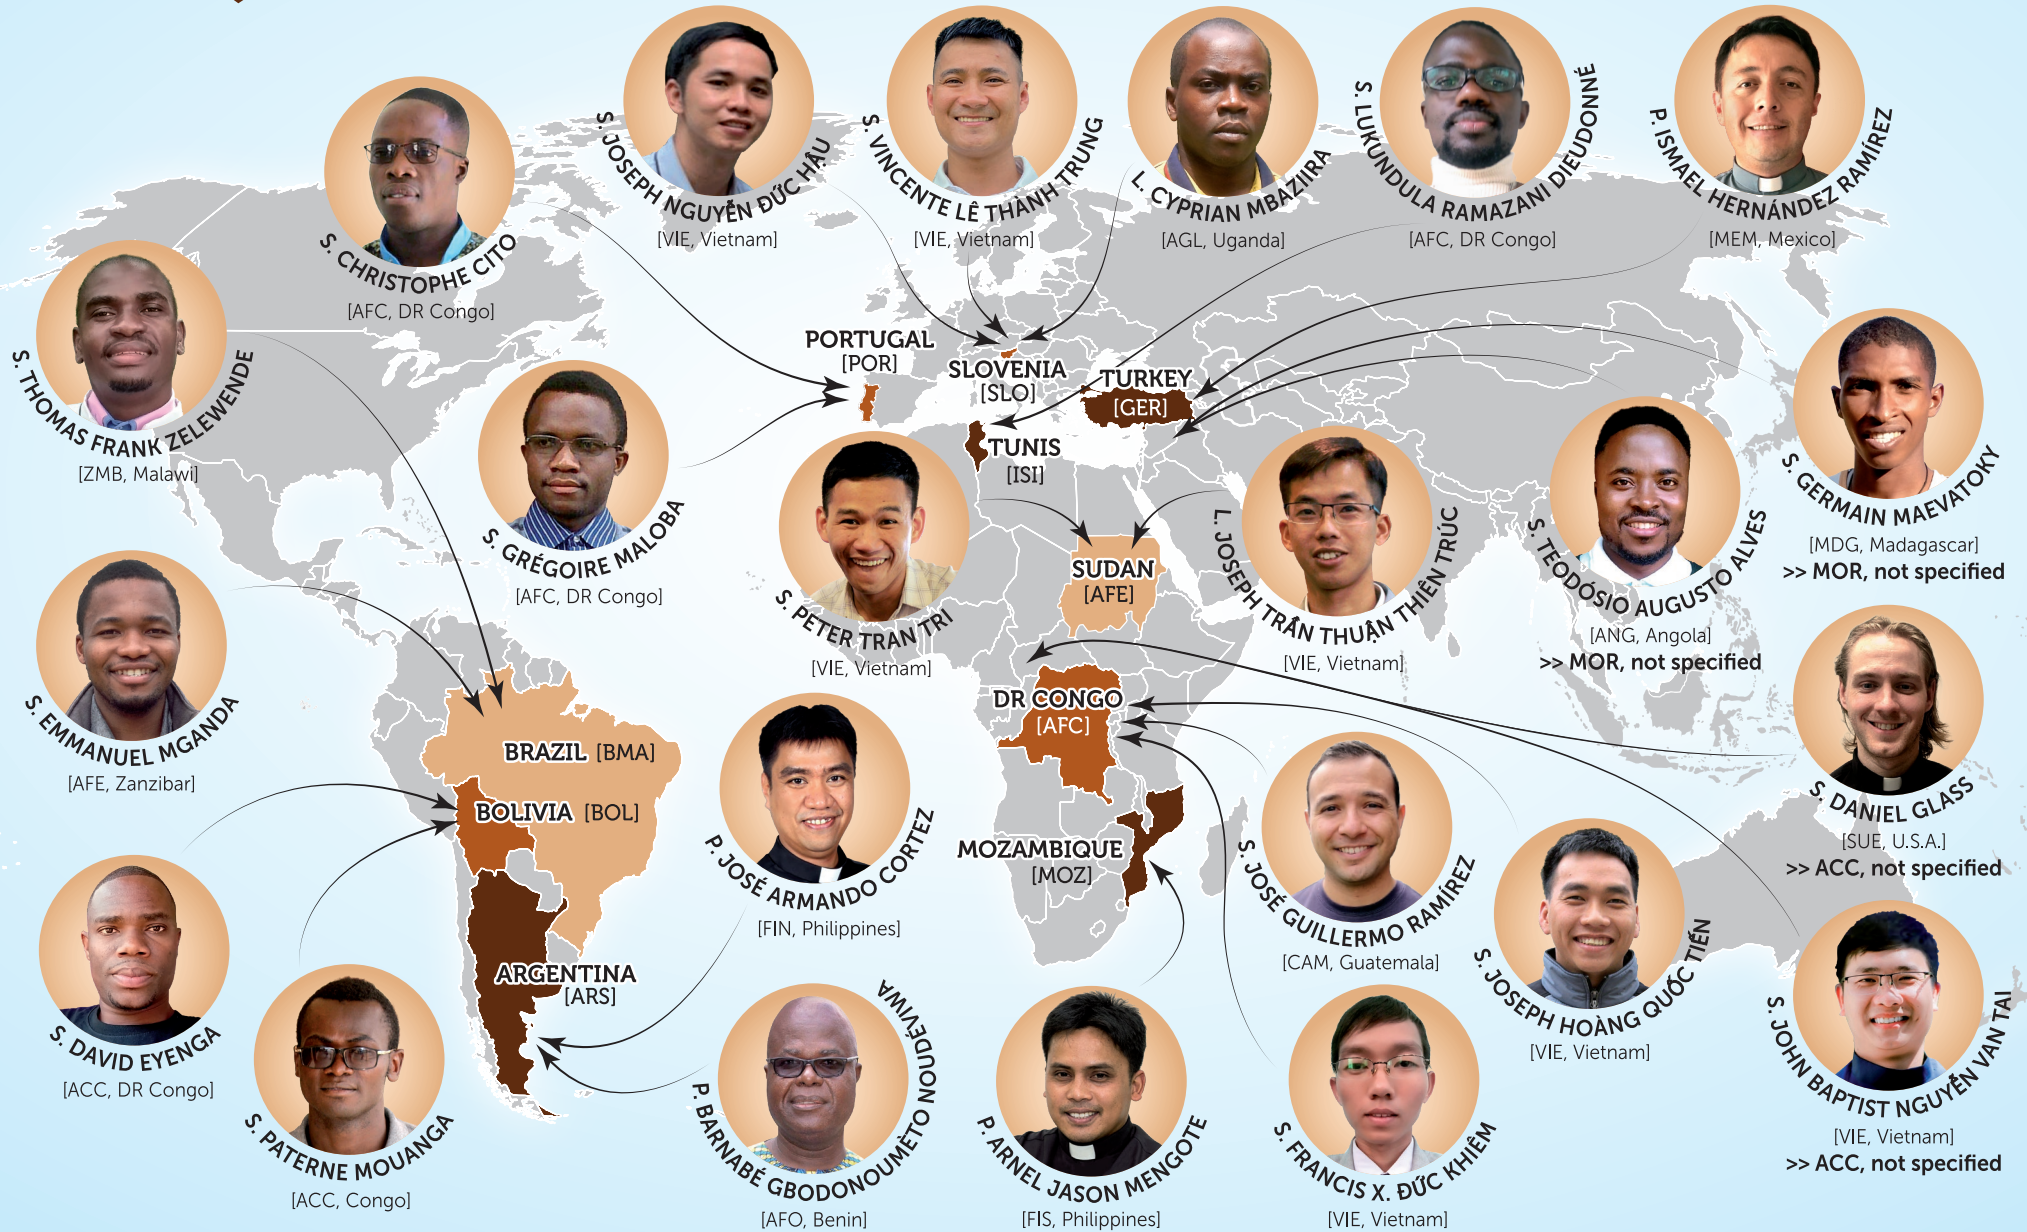 S. JOSEPH NGUYỄN ĐỨC HẬU
[VIE, Vietnam]
S. VINCENTE LÊ THÀNH TRUNG
[VIE, Vietnam]
L. CYPRIAN MBAZIIRA
[AGL, Uganda]
S. LUKUNDULA RAMAZANI DIEUDONNÉ
[AFC, DR Congo]
P. ISMAEL HERNÁNDEZ RAMÍREZ
[MEM, Mexico]
S. CHRISTOPHE CITO
[AFC, DR Congo]
S. THOMAS FRANK ZELEWENDE
[ZMB, Malawi]
PORTUGAL
[POR]
SLOVENIA
[SLO]
TURKEY
[GER]
TUNIS
[ISI]
S. GRÉGOIRE MALOBA
[AFC, DR Congo]
S. PETER TRAN TRÍ
[VIE, Vietnam]
SUDAN
[AFE]
L. JOSEPH TRẦN THUẬN THIÊN TRÚC
[VIE, Vietnam]
S. TEODÓSIO AUGUSTO ALVES
[ANG, Angola]
>> MOR, not specified
S. GERMAIN MAEVATOKY
[MDG, Madagascar]
>> MOR, not specified
S. EMMANUEL MGANDA
[AFE, Zanzibar]
BRAZIL [BMA]
BOLIVIA [BOL]
DR CONGO
[AFC]
MOZAMBIQUE
[MOZ]
ARGENTINA
[ARS]
S. DANIEL GLASS
[SUE, U.S.A.]
>> ACC, not specified
P. JOSÉ ARMANDO CORTEZ
[FIN, Philippines]
S. JOSÉ GUILLERMO RAMÍREZ
[CAM, Guatemala]
S. JOSEPH HOÀNG QUỐC TIẾN
[VIE, Vietnam]
S. DAVID EYENGA
[ACC, DR Congo]
S. PATERNE MOUANGA
[ACC, Congo]
P. BARNABÉ GBODONOUMÈTO NOUDÉVIWA
[AFO, Benin]
P. ARNEL JASON MENGOTE
[FIS, Philippines]
S. FRANCIS X. ĐỨC KHIÊM
[VIE, Vietnam]
S. JOHN BAPTIST NGUYỄN VAN TAI
[VIE, Vietnam]
>> ACC, not specified